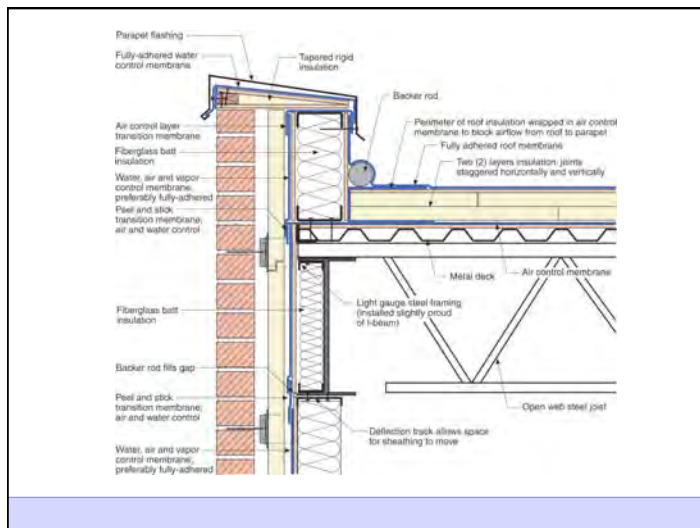 Parapet flashing
Fully-adhered water
control membrane
Tapered rigid
insulation
Backer rod
Air control layer
transition membrane
Perimeter of roof insulation wrapped in air control
membrane to block airflow from roof to parapet
Fiberglass batt
insulation
Fully adhered roof membrane
Two (2) layers insulation: joints
staggered horizontally and vertically
Water, air and vapor
control membrane,
preferably fully-adhered
Peel and stick
transition membrane;
air and water control
Metal deck
Air control membrane
Fiberglass batt
insulation
Light gauge steel framing
(installed slightly proud
of I-beam)
Backer rod fills gap
Peel and stick
transition membrane;
air and water control
Open web steel joist
Deflection track allows space
for sheathing to move
Water, air and vapor
control membrane;
preferably fully-adhered